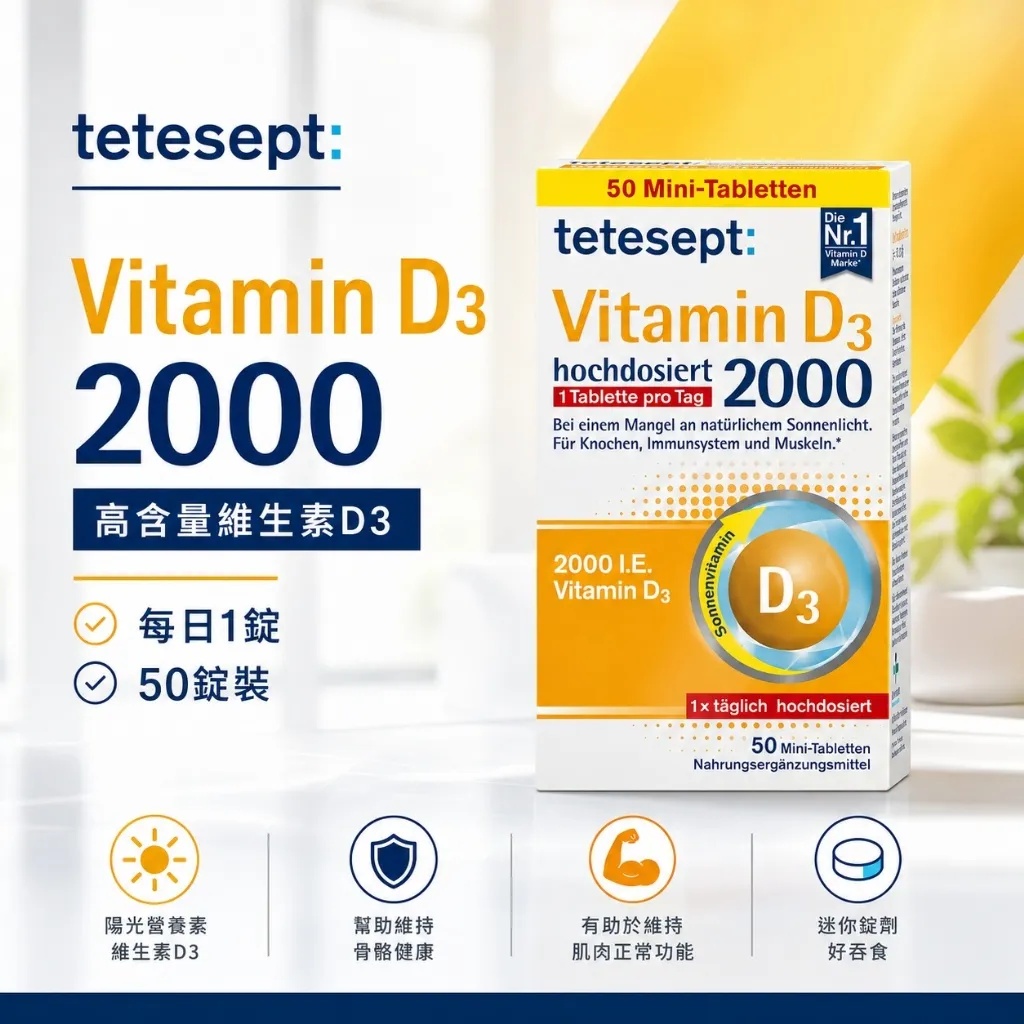 tetesept:
Vitamin D3
2000
高含量維生素D3
每日1錠
50錠裝
50 Mini-Tabletten
tetesept:
Die
Nr.1
Vitamin D
Marke*
Vitamin D3
hochdosiert 2000
1 Tablette pro Tag
Bei einem Mangel an natürlichem Sonnenlicht.
Für Knochen, Immunsystem und Muskeln.*
2000 I.E.
Vitamin D3
Sonnenvitamin
D3
1x täglich hochdosiert
50 Mini-Tabletten
Nahrungsergänzungsmittel
陽光營養素
維生素D3
幫助維持
骨骼健康
有助於維持
肌肉正常功能
迷你錠劑
好吞食